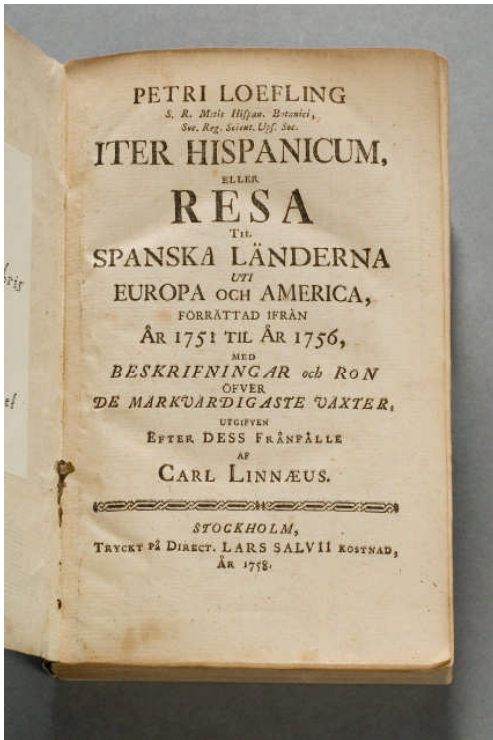 PETRI LOEFLING
S. R. M:tis Hispan. Botanici,
Soc. Reg. Scient. Ups. Soc.
ITER HISPANICUM,
ELLER
RESA
TIL
SPANSKA LÄNDERNA
UTI
EUROPA OCH AMERICA,
FÖRRÄTTAD IFRÅN
ÅR 1751 TIL ÅR 1756,
MED
BESKRIFNINGAR och RÖN
ÖFVER
DE MÄRKVÄRDIGASTE VÄXTER,
UTGIFVEN
EFTER DESS FRÅNFÄLLE
AF
CARL LINNÆUS.
STOCKHOLM,
TRYCKT PÅ DIRECT. LARS SALVII KOSTNAD,
ÅR 1758.